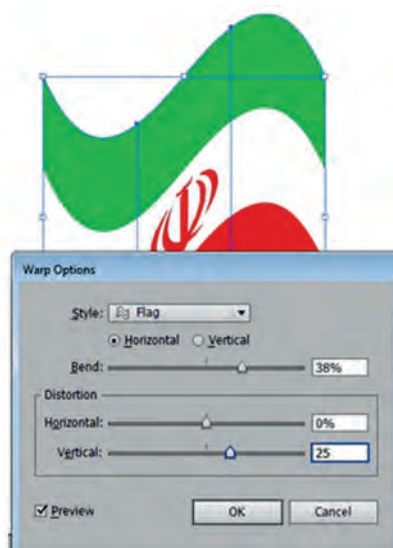 Warp Options
Style: Flag
Horizontal Vertical
Bend: 38%
Distortion
Horizontal: 0%
Vertical: 25
Preview OK Cancel